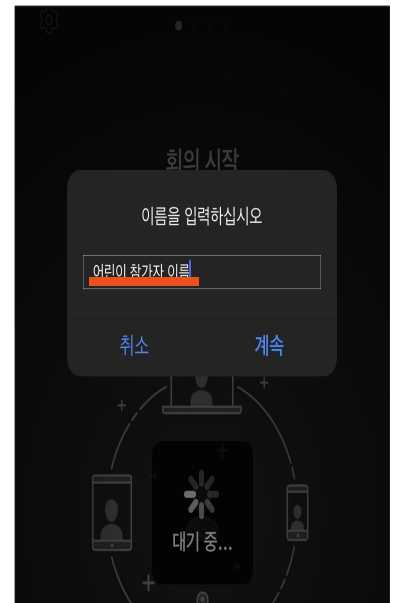 회의 시작
이름을 입력하십시오
어린이 참가자 이름
취소
계속
대기 중...